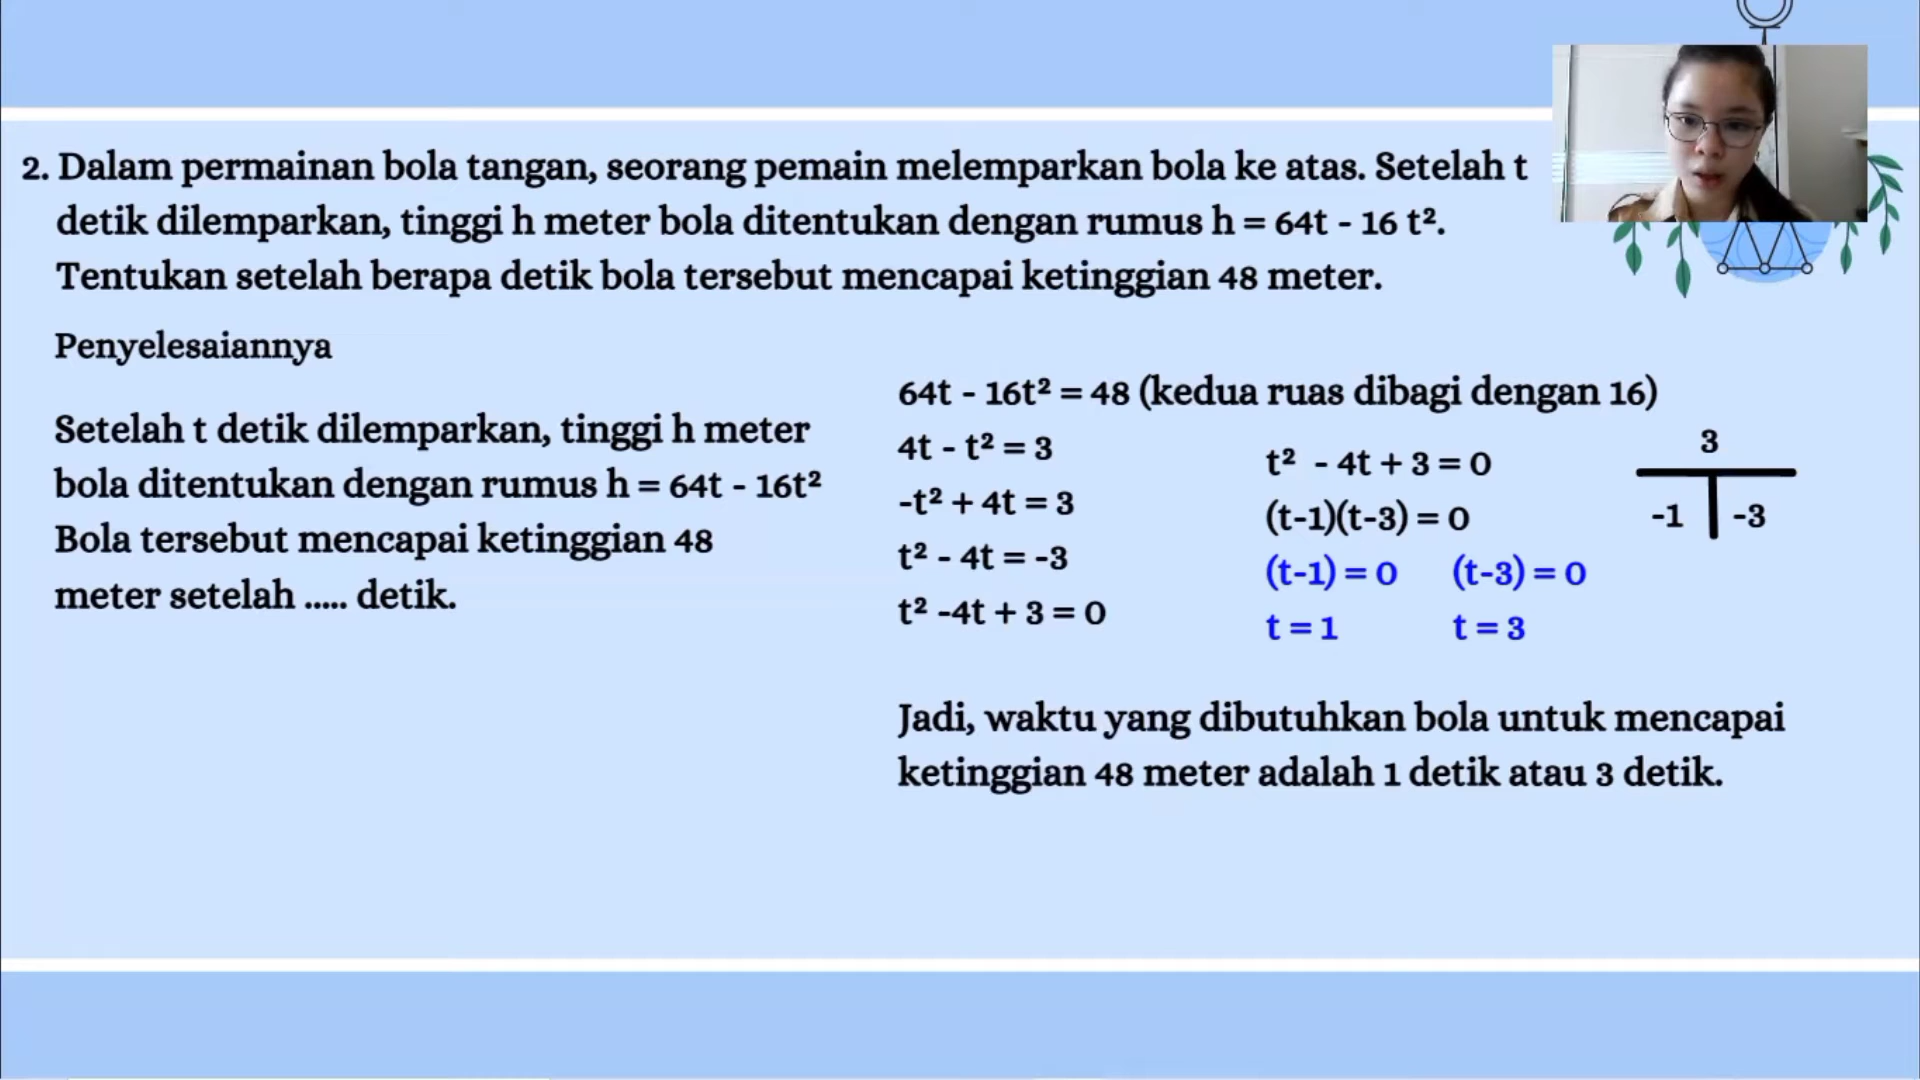 2. Dalam permainan bola tangan, seorang pemain melemparkan bola ke atas. Setelah t
detik dilemparkan, tinggi h meter bola ditentukan dengan rumus h = 64t - 16 t².
Tentukan setelah berapa detik bola tersebut mencapai ketinggian 48 meter.
Penyelesaiannya
Setelah t detik dilemparkan, tinggi h meter
bola ditentukan dengan rumus h = 64t - 16t²
Bola tersebut mencapai ketinggian 48
meter setelah ..... detik.
64t - 16t² = 48 (kedua ruas dibagi dengan 16)
4t - t² = 3
-t² + 4t = 3
t² - 4t = -3
t² -4t + 3 = 0
t² - 4t + 3 = 0
(t-1)(t-3) = 0
(t-1) = 0 (t-3) = 0
t = 1 t = 3
3
-1 -3
Jadi, waktu yang dibutuhkan bola untuk mencapai
ketinggian 48 meter adalah 1 detik atau 3 detik.